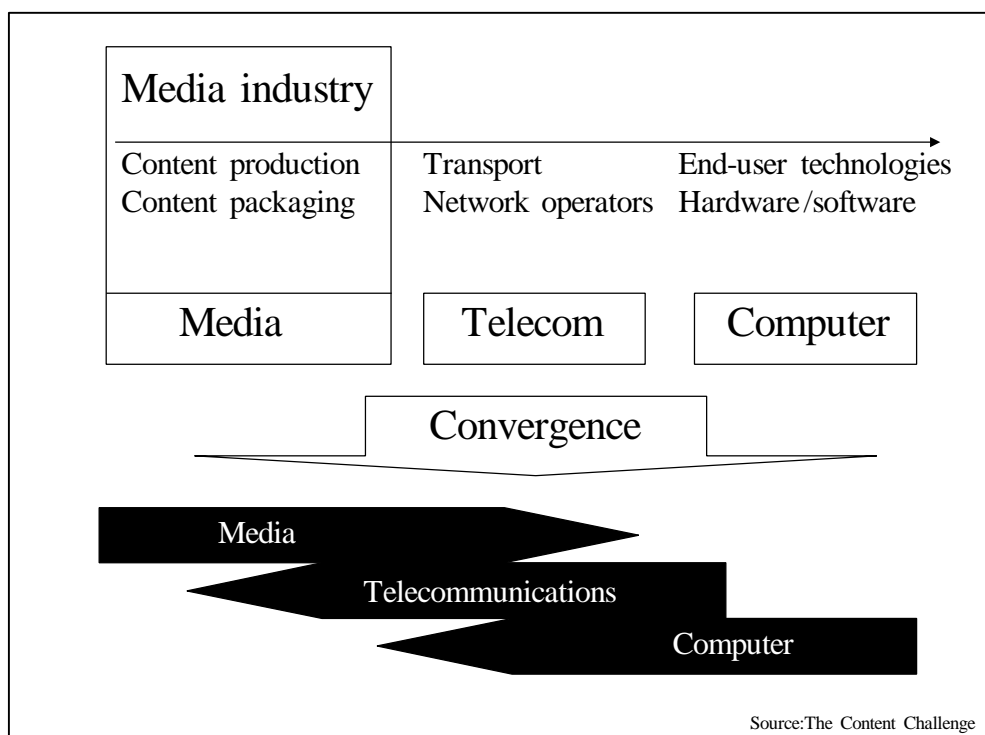 Media industry
Content production
Content packaging
Transport
Network operators
End-user technologies
Hardware/software
Media
Telecom
Computer
Convergence
Media
Telecommunications
Computer
Source:The Content Challenge